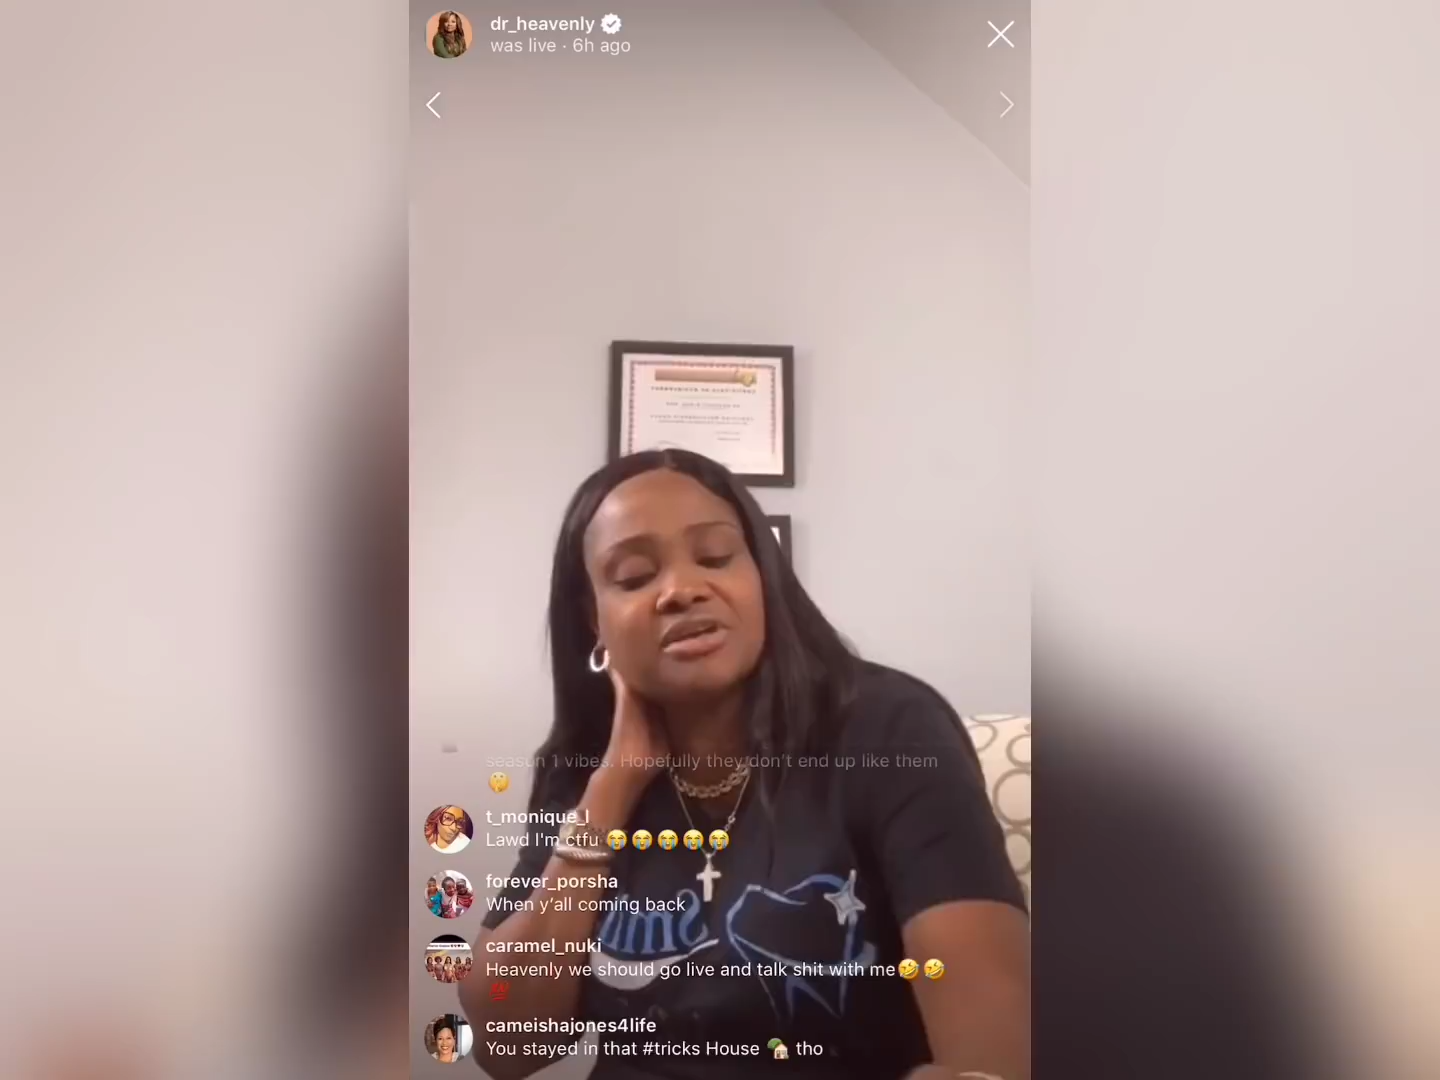 dr_heavenly
was live · 6h ago
season 1 vibes. Hopefully they don't end up like them
🤫
t_monique_l
Lawd I'm ctfu 😭😭😭😭😭
forever_porsha
When y'all coming back
caramel_nuki
Heavenly we should go live and talk shit with me🤣🤣
💯
cameishajones4life
You stayed in that #tricks House 🏡 tho